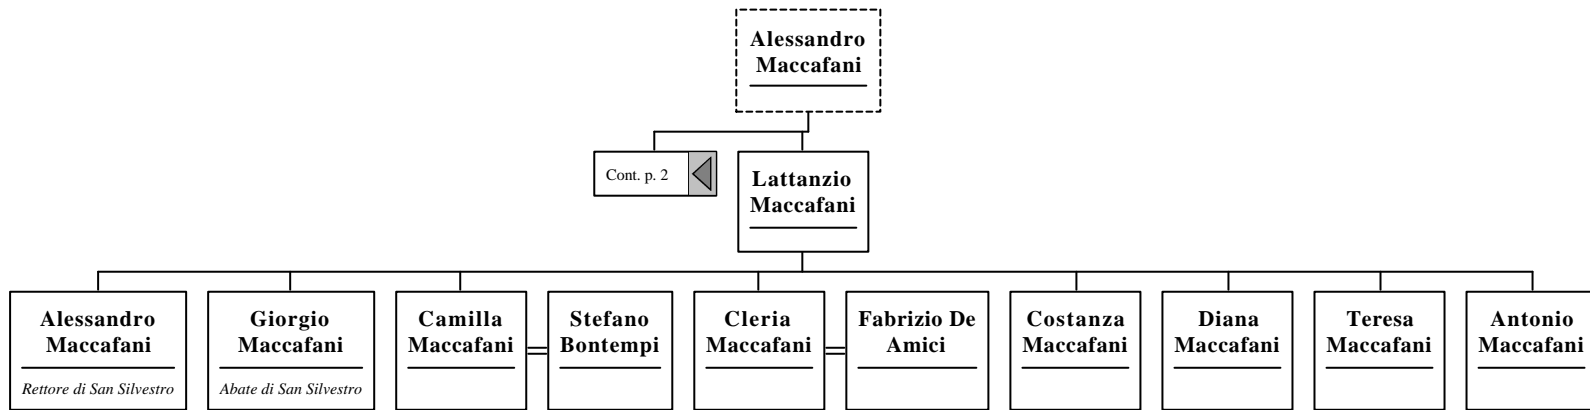 Alessandro
Maccafani
Cont. p. 2
Lattanzio
Maccafani
Alessandro
Maccafani
Rettore di San Silvestro
Giorgio
Maccafani
Abate di San Silvestro
Camilla
Maccafani
Stefano
Bontempi
Cleria
Maccafani
Fabrizio De
Amici
Costanza
Maccafani
Diana
Maccafani
Teresa
Maccafani
Antonio
Maccafani